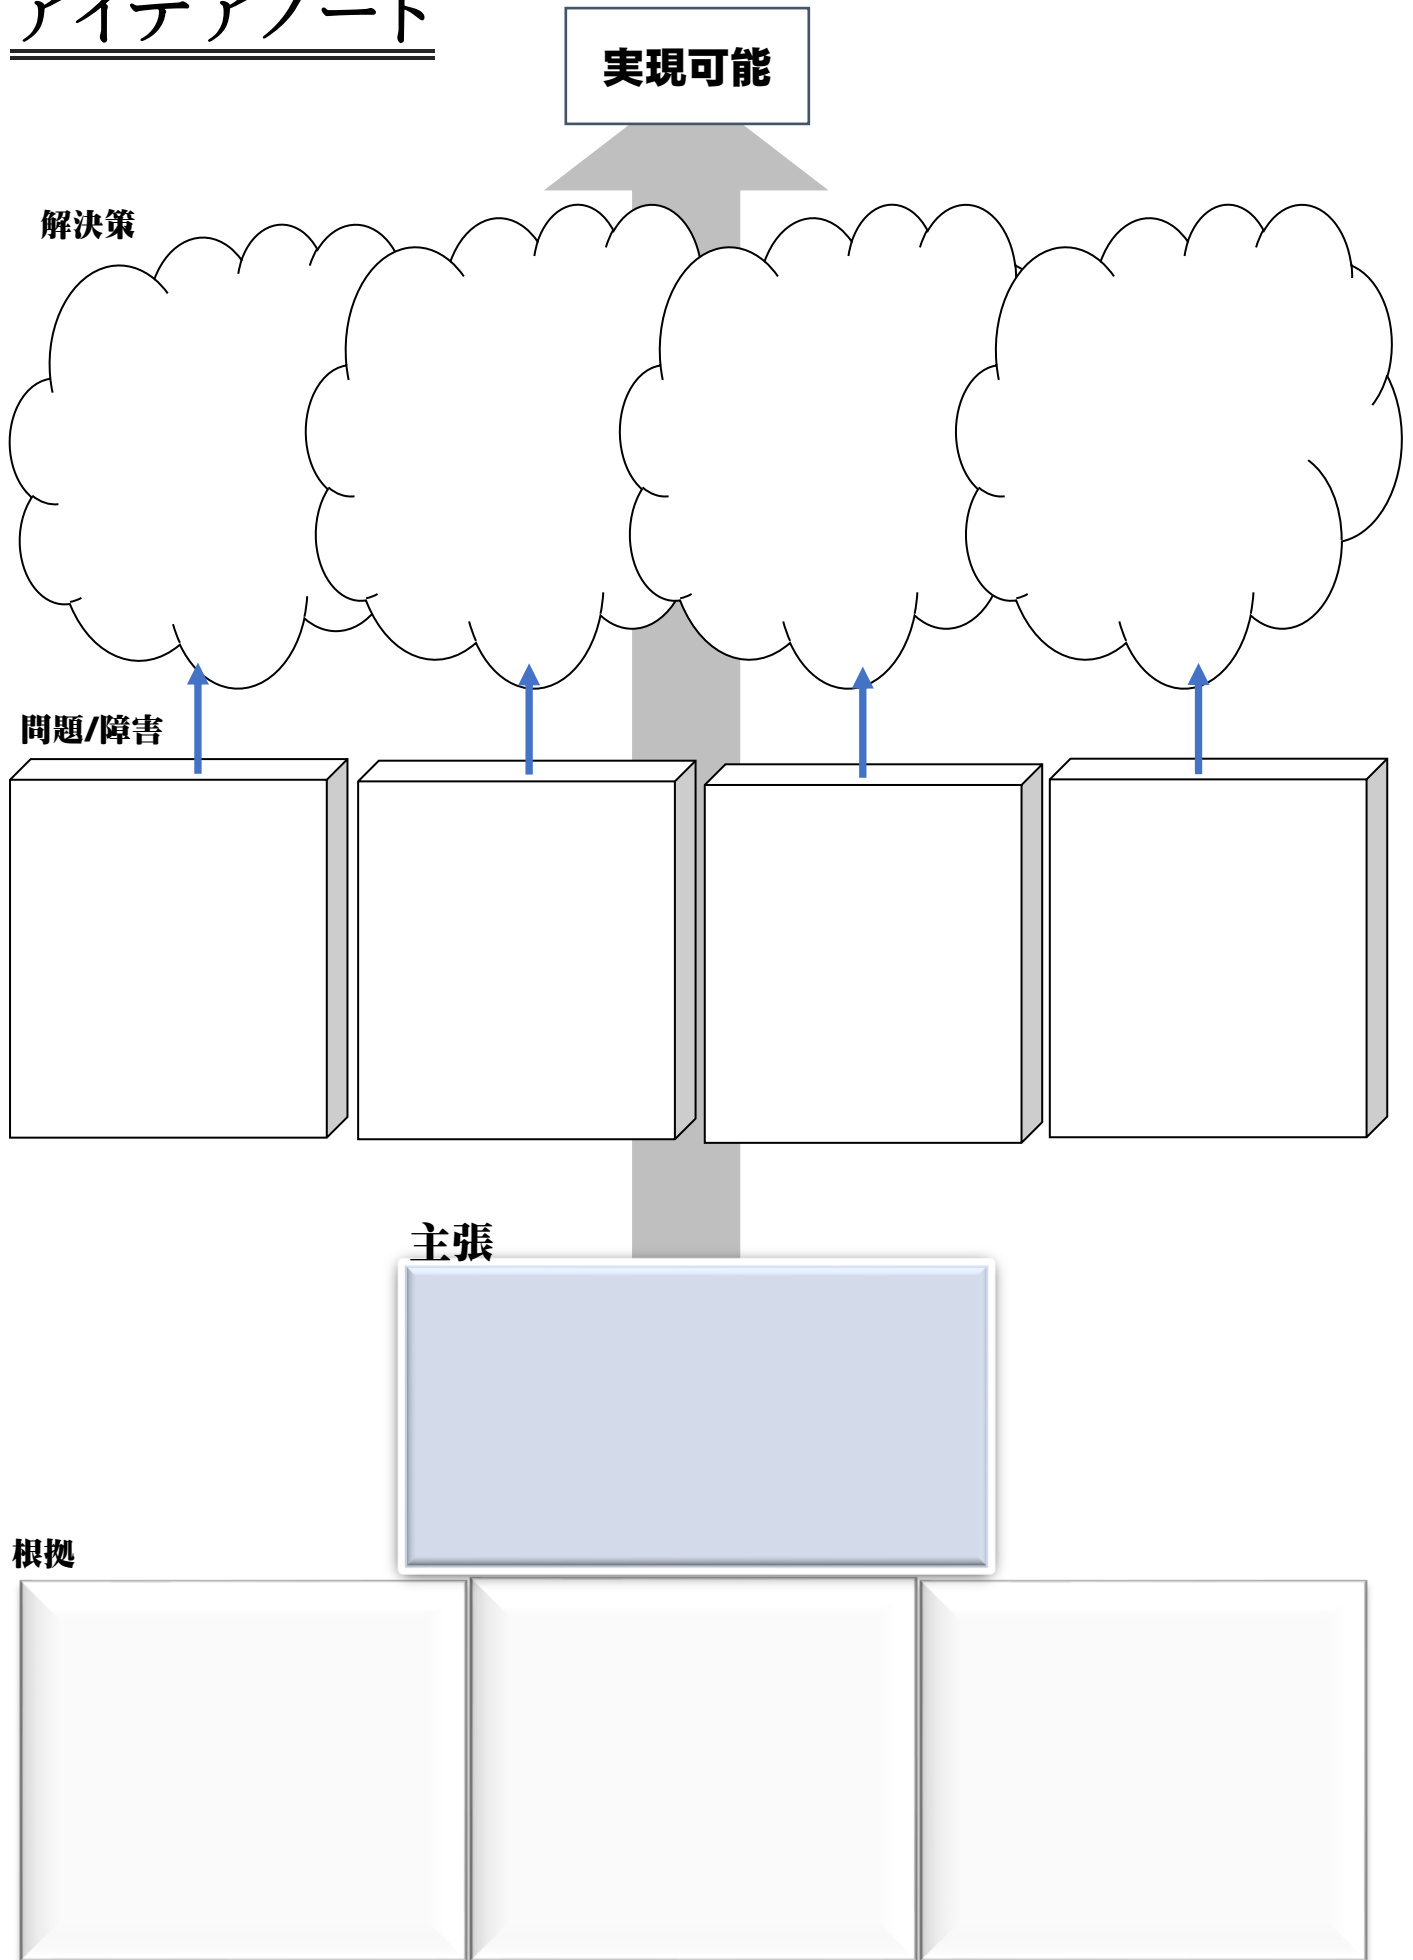 アイデアノート
実現可能
解決策
問題/障害
主張
根拠